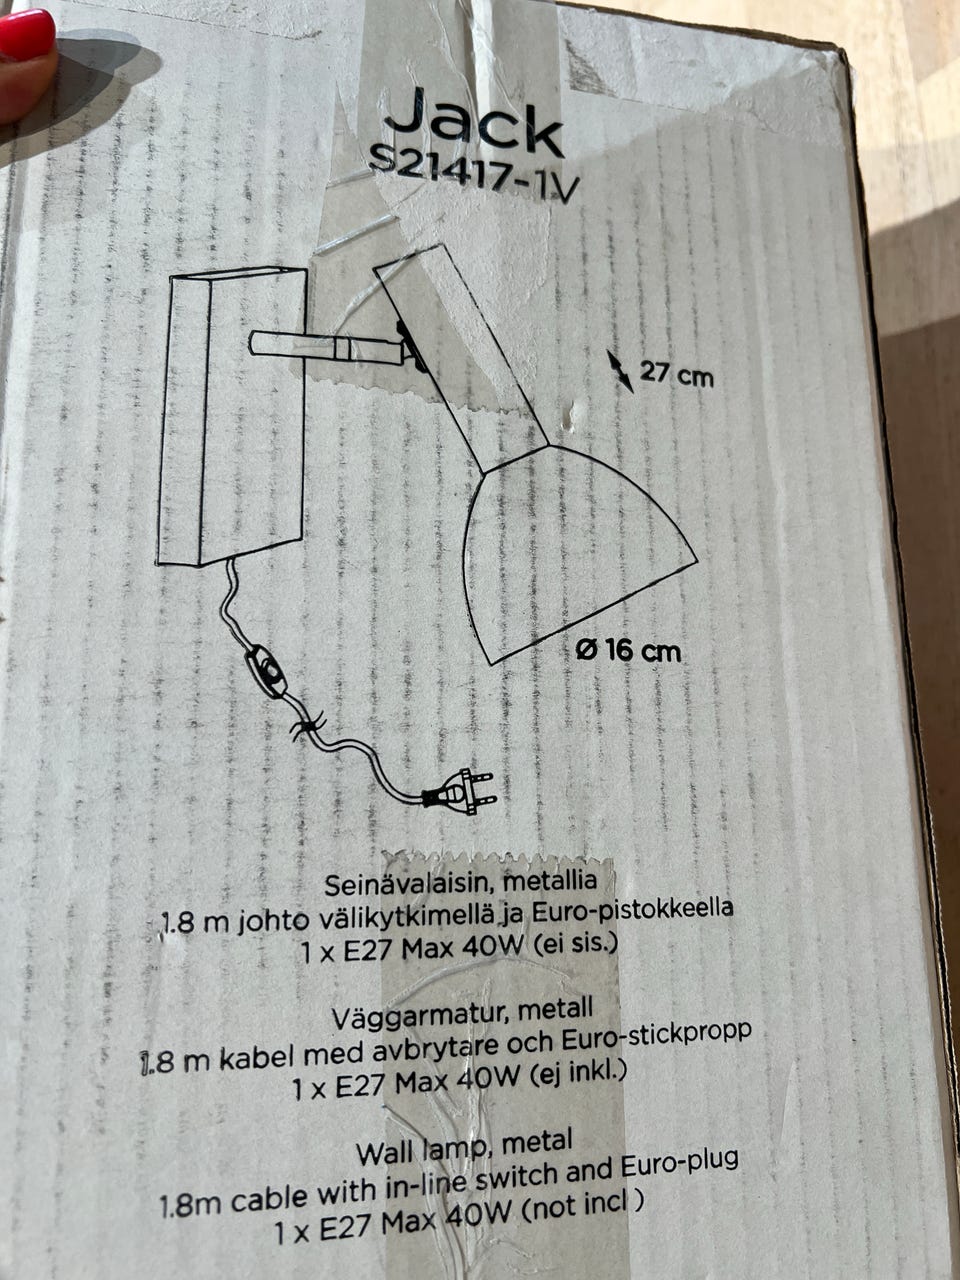 Jack
S21417-1V
27 cm
Ø 16 cm
Seinävalaisin, metallia
1.8 m johto välikytkimellä ja Euro-pistokkeella
1 x E27 Max 40W (ei sis.)
Väggarmatur, metall
1.8 m kabel med avbrytare och Euro-stickpropp
1 x E27 Max 40W (ej inkl.)
Wall lamp, metal
1.8m cable with in-line switch and Euro-plug
1 x E27 Max 40W (not incl )